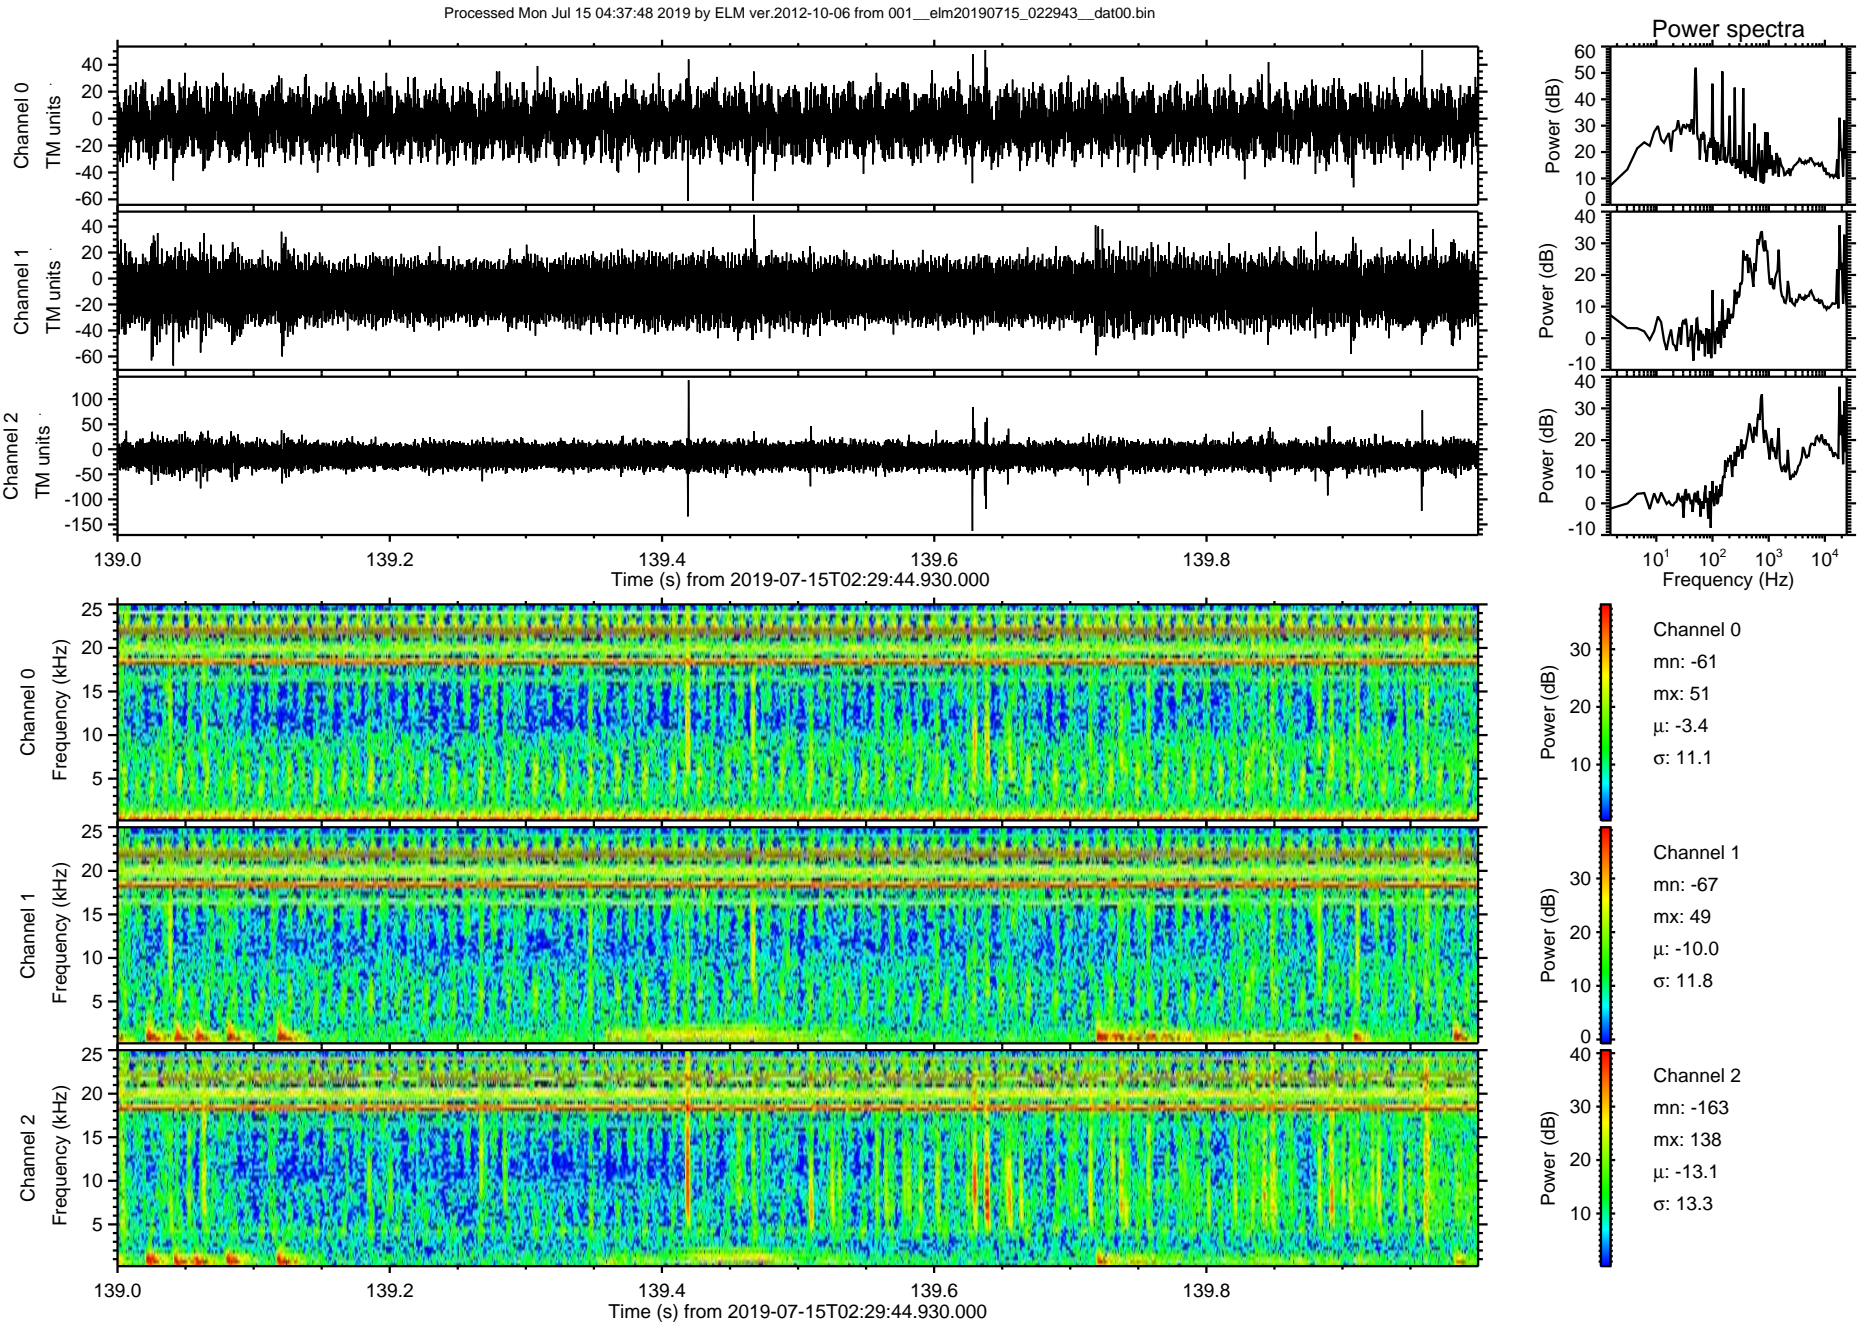 Processed Mon Jul 15 04:37:48 2019 by ELM ver.2012-10-06 from 001__elm20190715_022943__dat00.bin
Power spectra
Channel 0
TM units
40
20
0
-20
-40
-60
Power (dB)
60
50
40
30
20
10
0
Channel 1
TM units
40
20
0
-20
-40
-60
Power (dB)
40
30
20
10
0
-10
Channel 2
TM units
100
50
0
-50
-100
-150
Power (dB)
40
30
20
10
0
-10
139.0 139.2 139.4 139.6 139.8
Time (s) from 2019-07-15T02:29:44.930.000
10^1 10^2 10^3 10^4
Frequency (Hz)
Channel 0
Frequency (kHz)
25
20
15
10
5
Power (dB)
30
20
10
Channel 0
mn: -61
mx: 51
µ: -3.4
σ: 11.1
Channel 1
Frequency (kHz)
25
20
15
10
5
Power (dB)
30
20
10
0
Channel 1
mn: -67
mx: 49
µ: -10.0
σ: 11.8
Channel 2
Frequency (kHz)
25
20
15
10
5
Power (dB)
40
30
20
10
Channel 2
mn: -163
mx: 138
µ: -13.1
σ: 13.3
139.0 139.2 139.4 139.6 139.8
Time (s) from 2019-07-15T02:29:44.930.000